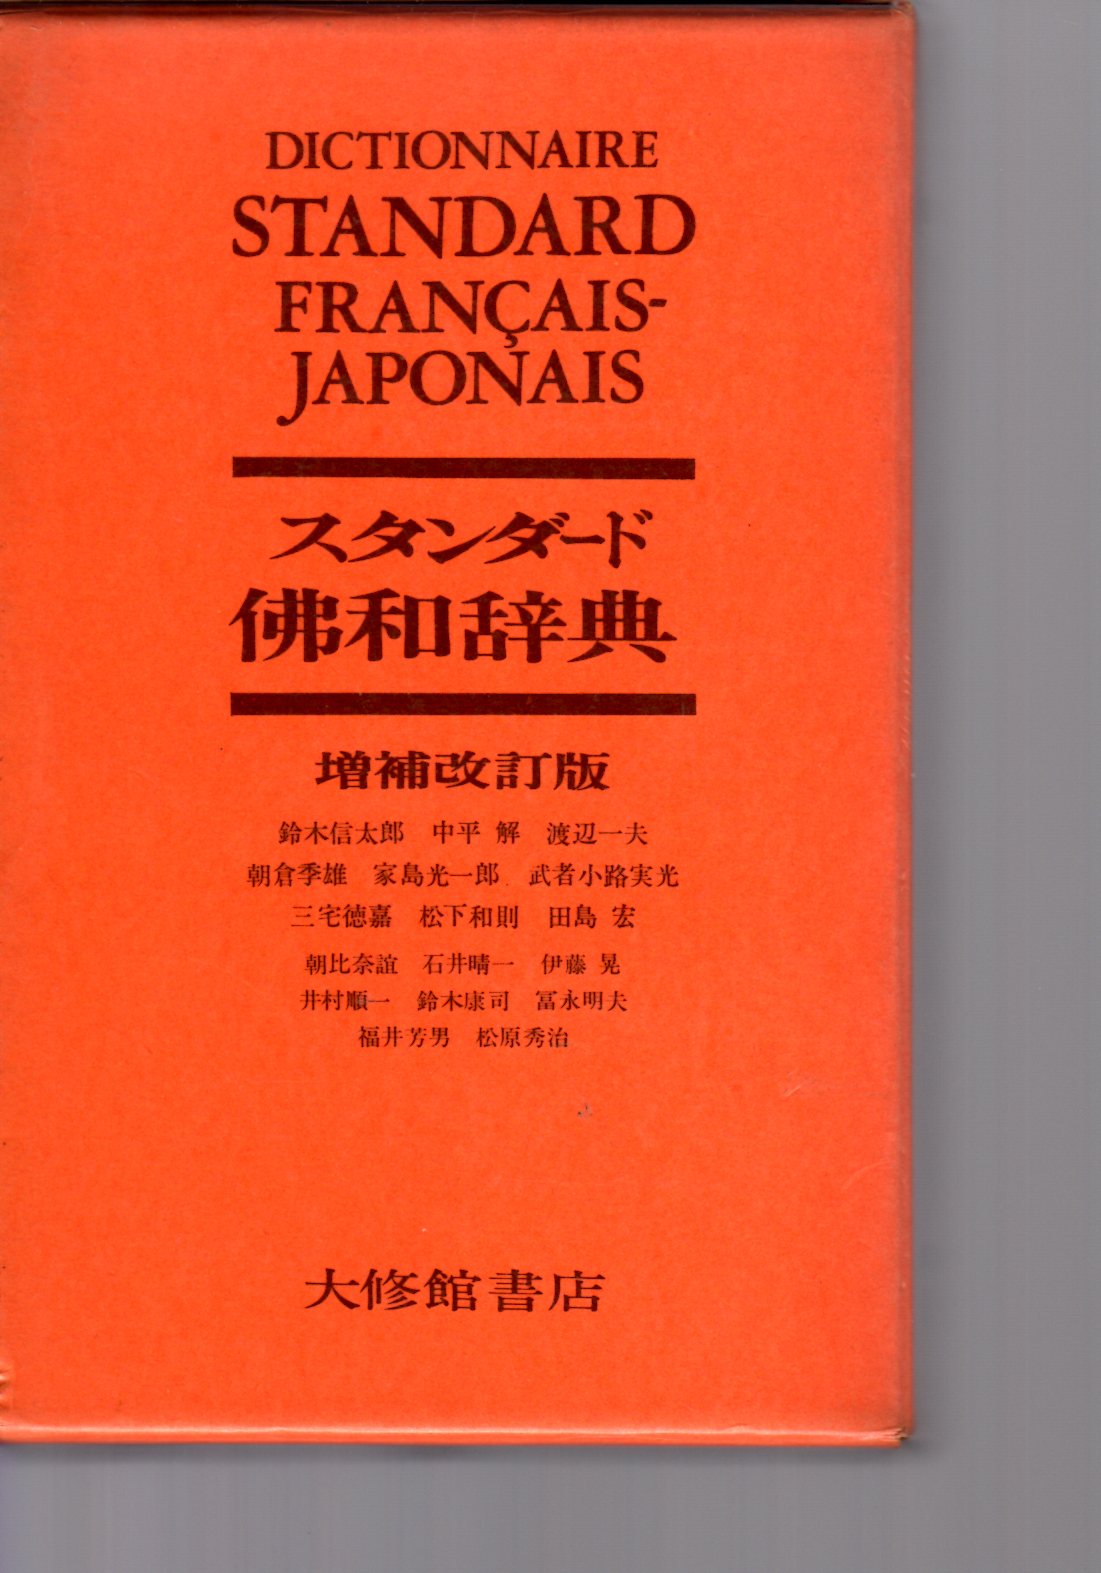 DICTIONNAIRE
STANDARD
FRANÇAIS-
JAPONAIS
スタンダード
佛和辞典
増補改訂版
鈴木信太郎　中平 解　渡辺一夫
朝倉季雄　家島光一郎　武者小路実光
三宅徳嘉　松下和則　田島 宏
朝比奈誼　石井晴一　伊藤 晃
井村順一　鈴木康司　冨永明夫
福井芳男　松原秀治
大修館書店